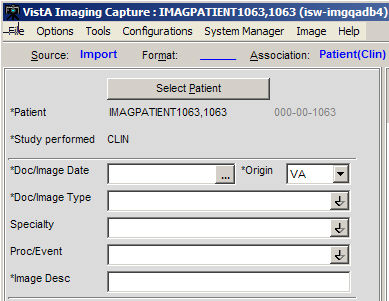 VistA Imaging Capture : IMAGPATIENT1063,1063 (isw-imgqadb4)
File Options Tools Configurations System Manager Image Help
Source: Import Format: Association: Patient(Clin)
Select Patient
*Patient IMAGPATIENT1063,1063 000-00-1063
*Study performed CLIN
*Doc/Image Date ... *Origin VA
*Doc/Image Type
Specialty
Proc/Event
*Image Desc